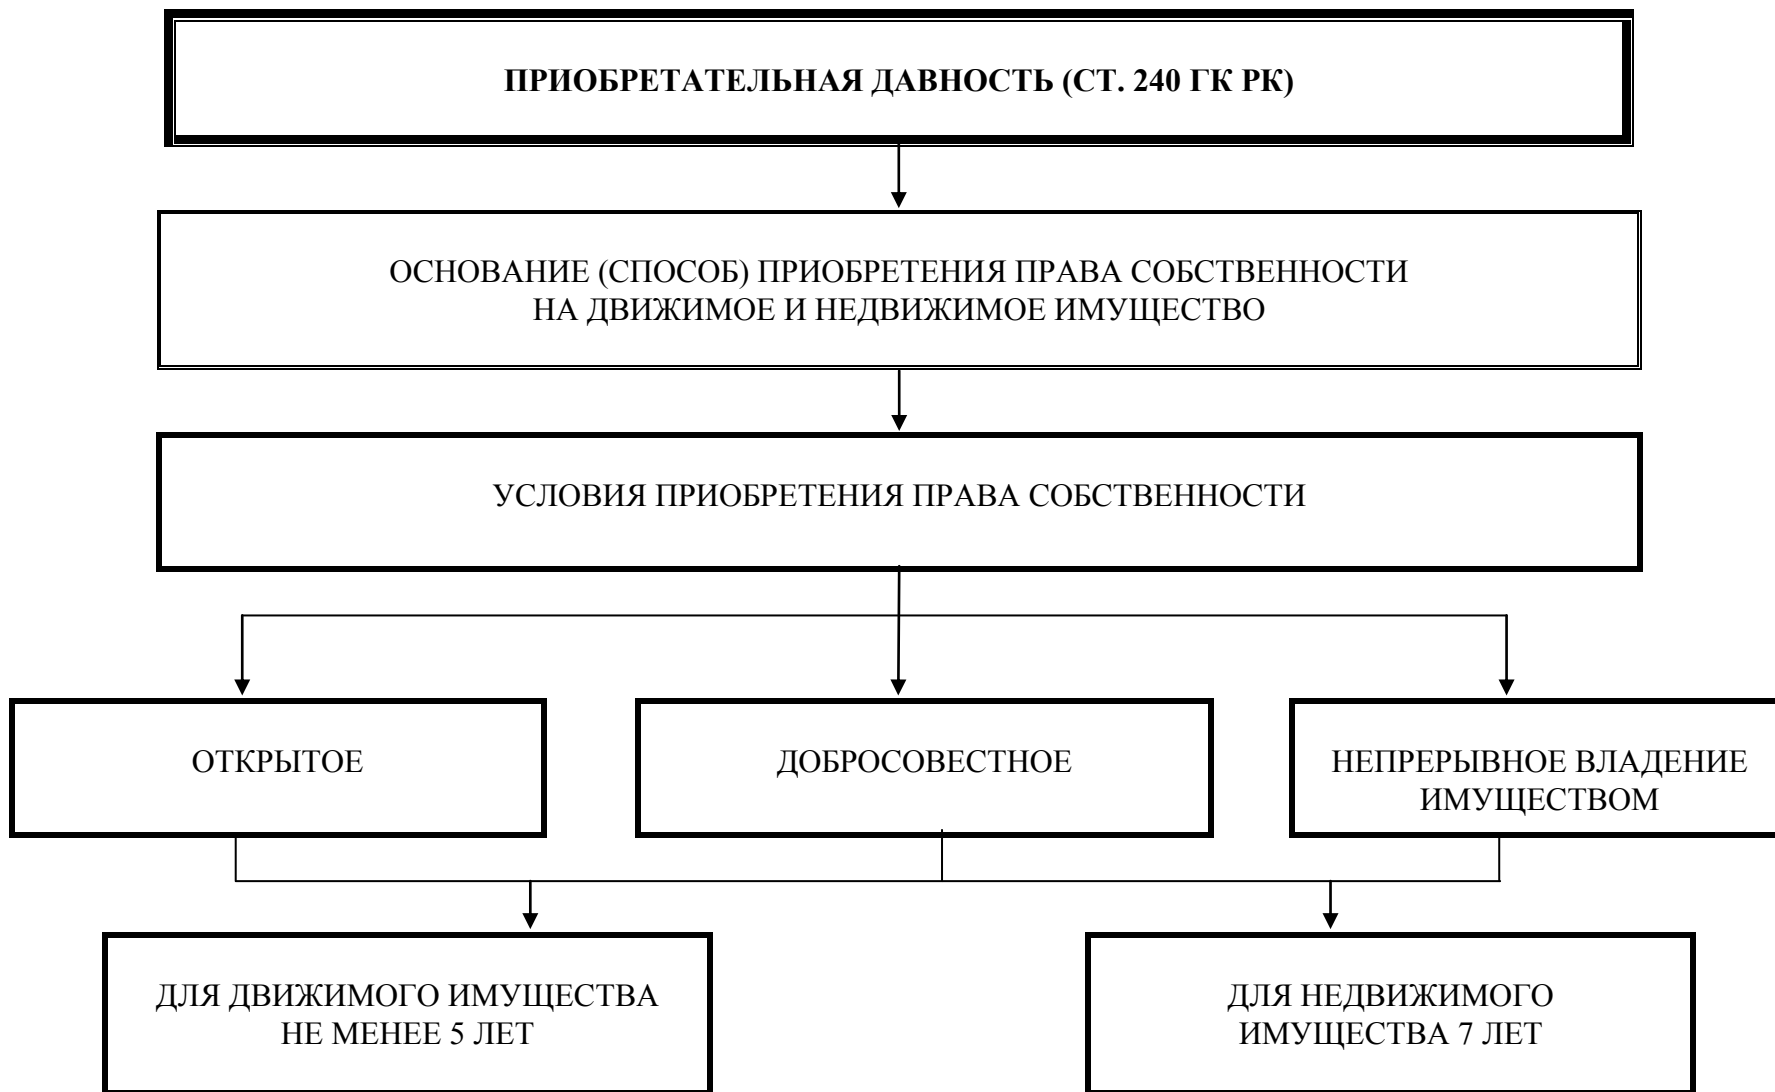 ПРИОБРЕТАТЕЛЬНАЯ ДАВНОСТЬ (СТ. 240 ГК РК)
ОСНОВАНИЕ (СПОСОБ) ПРИОБРЕТЕНИЯ ПРАВА СОБСТВЕННОСТИ
НА ДВИЖИМОЕ И НЕДВИЖИМОЕ ИМУЩЕСТВО
УСЛОВИЯ ПРИОБРЕТЕНИЯ ПРАВА СОБСТВЕННОСТИ
ОТКРЫТОЕ
ДОБРОСОВЕСТНОЕ
НЕПРЕРЫВНОЕ ВЛАДЕНИЕ
ИМУЩЕСТВОМ
ДЛЯ ДВИЖИМОГО ИМУЩЕСТВА
НЕ МЕНЕЕ 5 ЛЕТ
ДЛЯ НЕДВИЖИМОГО
ИМУЩЕСТВА 7 ЛЕТ